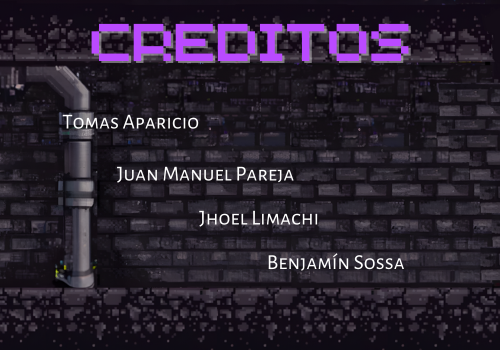 CREDITOS
Tomas Aparicio
Juan Manuel Pareja
Jhoel Limachi
Benjamín Sossa